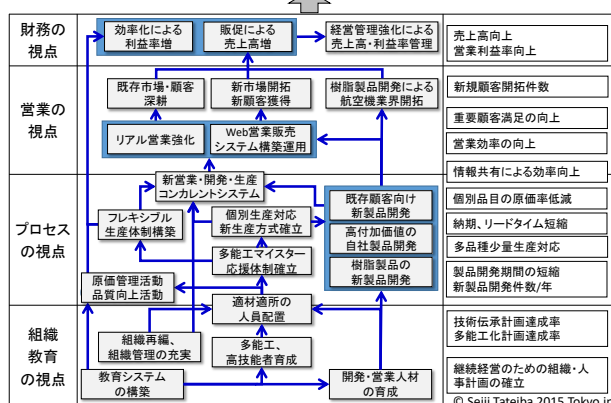 財務の
視点
効率化による
利益率増
販促による
売上高増
経営管理強化による
売上高・利益率管理
売上高向上
営業利益率向上
営業の
視点
既存市場・顧客
深耕
新市場開拓
新顧客獲得
樹脂製品開発による
航空機業界開拓
リアル営業強化
Web営業販売
システム構築運用
新規顧客開拓件数
重要顧客満足の向上
営業効率の向上
情報共有による効率向上
プロセス
の視点
新営業・開発・生産
コンカレントシステム
フレキシブル
生産体制構築
個別生産対応
新生産方式確立
多能工マイスター
応援体制確立
原価管理活動
品質向上活動
既存顧客向け
新製品開発
高付加価値の
自社製品開発
樹脂製品の
新製品開発
個別品目の原価率低減
納期、リードタイム短縮
多品種少量生産対応
製品開発期間の短縮
新製品開発件数/年
組織
教育
の視点
適材適所の
人員配置
組織再編、
組織管理の充実
多能工、
高技能者育成
教育システム
の構築
開発・営業人材
の育成
技術伝承計画達成率
多能工化計画達成率
継続経営のための組織・人
事計画の確立
© Seiji Tateiba 2015 Tokyo.jp